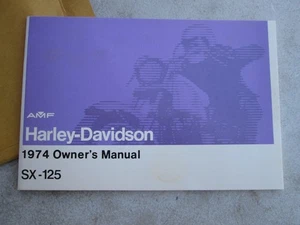 AMF
Harley-Davidson
1974 Owner's Manual
SX-125